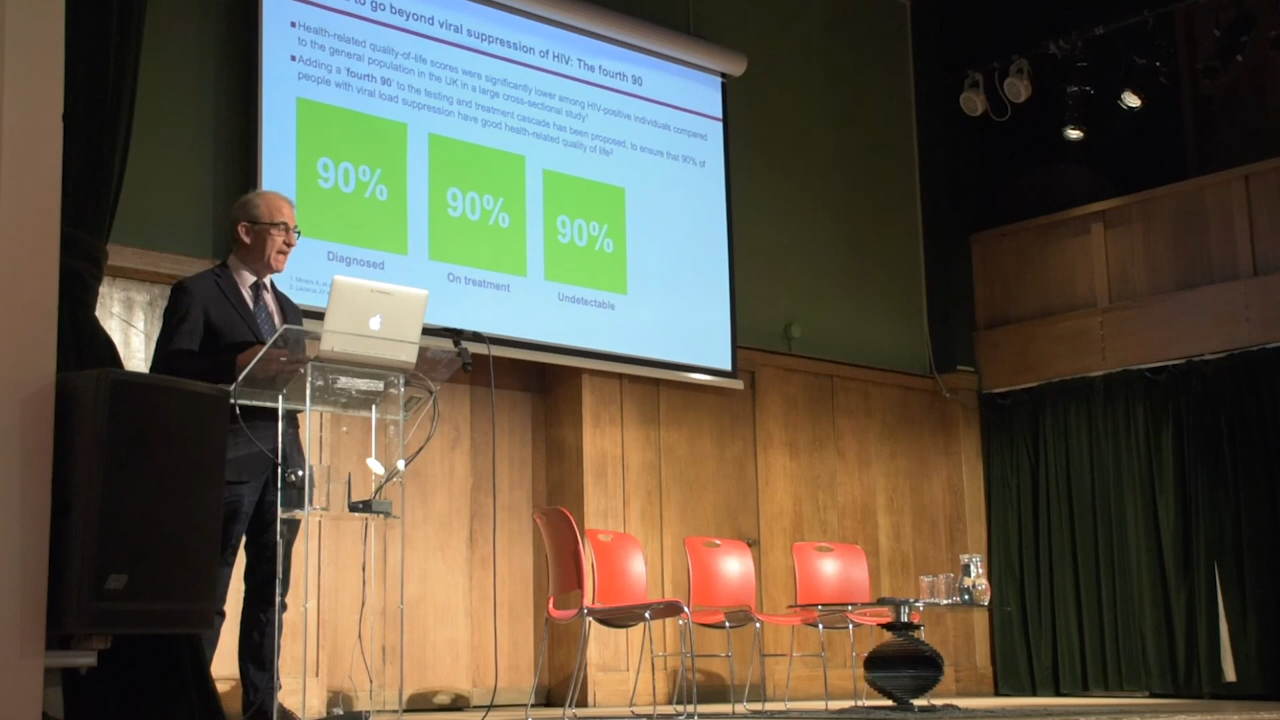 to go beyond viral suppression of HIV: The fourth 90
Health-related quality-of-life scores were significantly lower among HIV-positive individuals compared
to the general population in the UK in a large cross-sectional study¹
Adding a 'fourth 90' to the testing and treatment cascade has been proposed, to ensure that 90% of
people with viral load suppression have good health-related quality of life²
90%
90%
90%
Diagnosed
On treatment
Undetectable